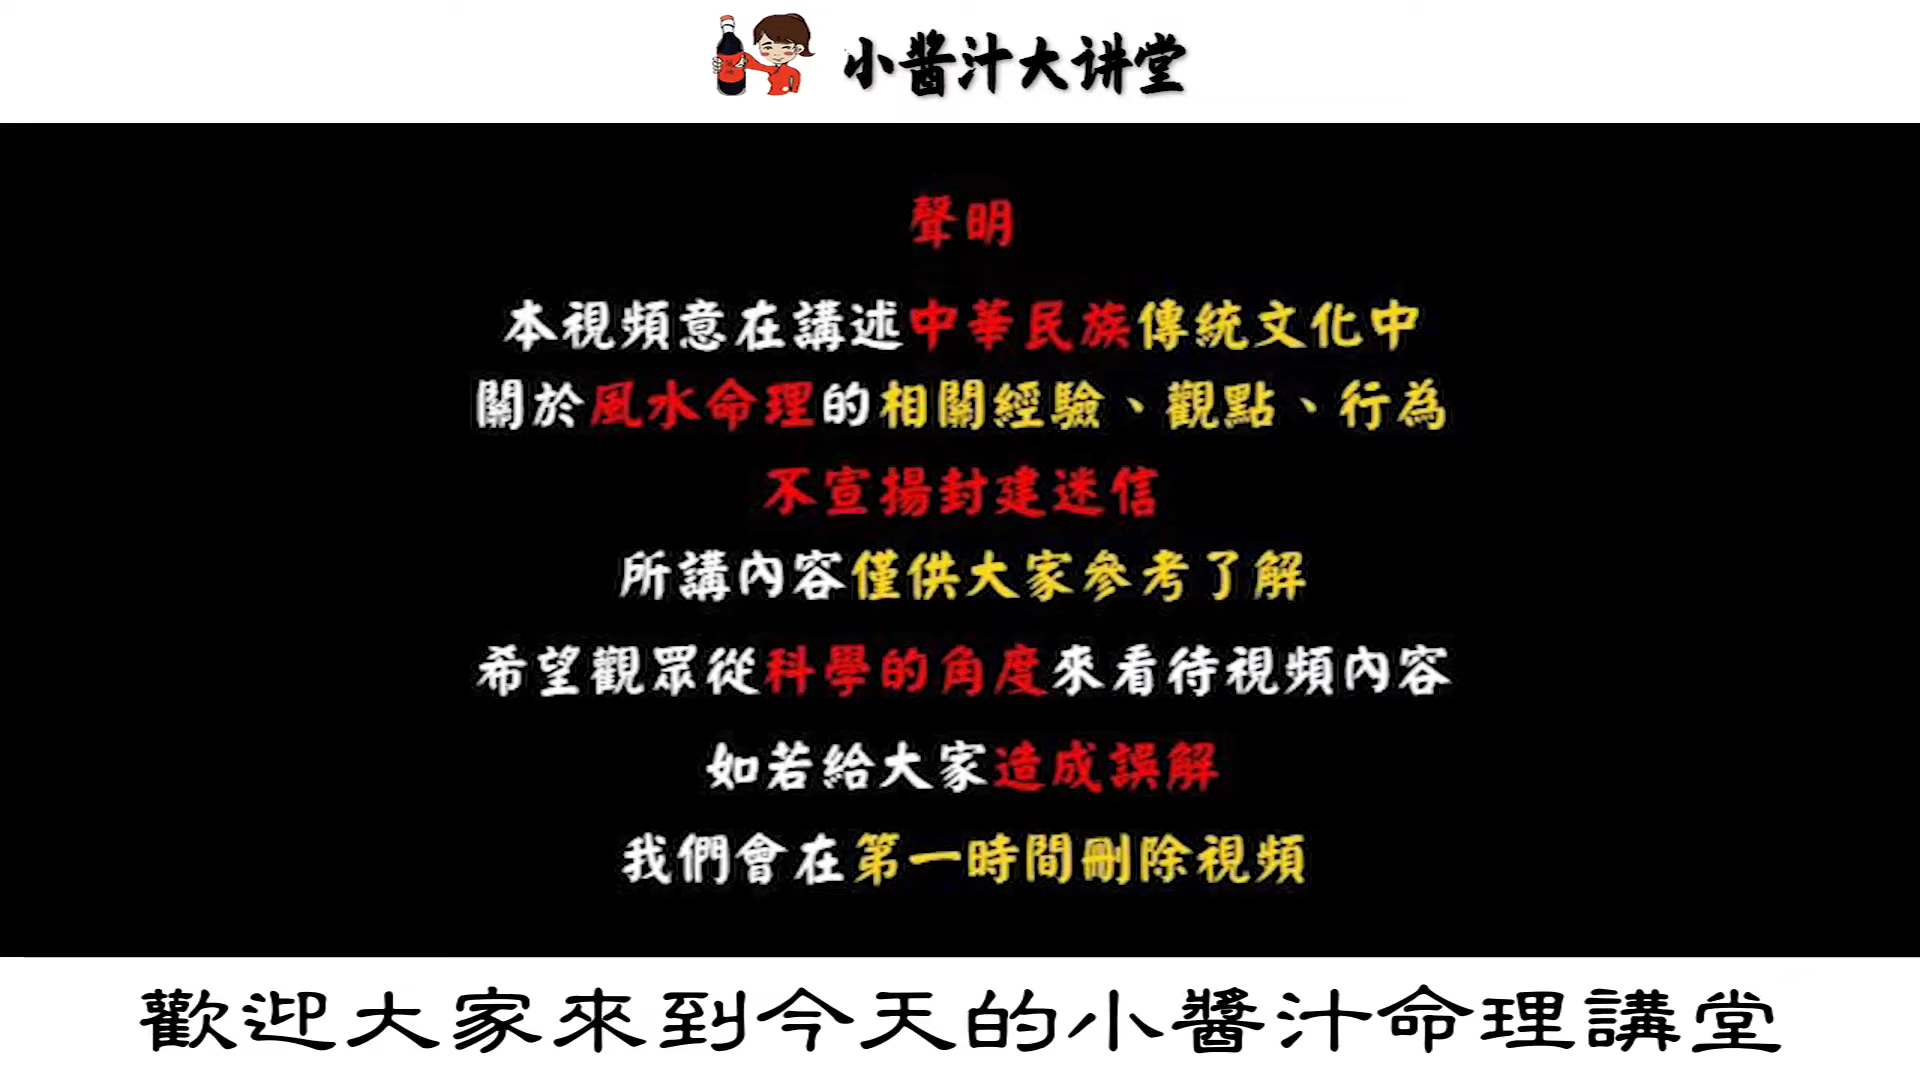 小醬汁大讲堂
聲明
本視頻意在講述中華民族傳統文化中
關於風水命理的相關經驗、觀點、行為
不宣揚封建迷信
所講內容僅供大家參考了解
希望觀眾從科學的角度來看待視頻內容
如若給大家造成誤解
我們會在第一時間刪除視頻
歡迎大家來到今天的小醬汁命理講堂